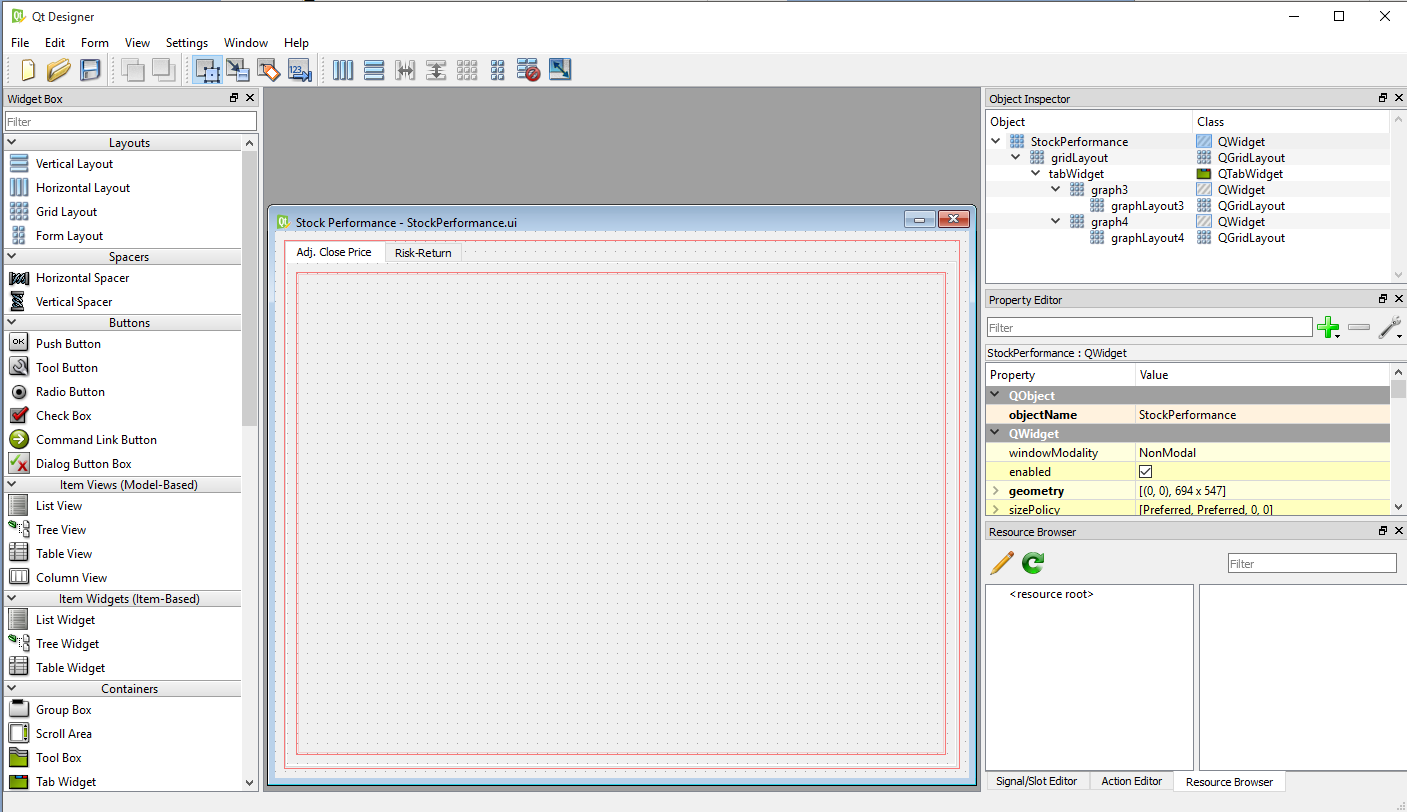 Qt Designer
File Edit Form View Settings Window Help
Widget Box
Filter
Layouts
Vertical Layout
Horizontal Layout
Grid Layout
Form Layout
Spacers
Horizontal Spacer
Vertical Spacer
Buttons
OK Push Button
Tool Button
Radio Button
Check Box
Command Link Button
Dialog Button Box
Item Views (Model-Based)
List View
Tree View
Table View
Column View
Item Widgets (Item-Based)
List Widget
Tree Widget
Table Widget
Containers
Group Box
Scroll Area
Tool Box
Tab Widget
Qt Stock Performance - StockPerformance.ui
Adj. Close Price Risk-Return
Object Inspector
Object Class
StockPerformance QWidget
gridLayout QGridLayout
tabWidget QTabWidget
graph3 QWidget
graphLayout3 QGridLayout
graph4 QWidget
graphLayout4 QGridLayout
Property Editor
Filter
StockPerformance : QWidget
Property Value
QObject
objectName StockPerformance
QWidget
windowModality NonModal
enabled
geometry [(0, 0), 694 x 547]
sizePolicy [Preferred, Preferred, 0, 0]
Resource Browser
Filter
<resource root>
Signal/Slot Editor Action Editor Resource Browser